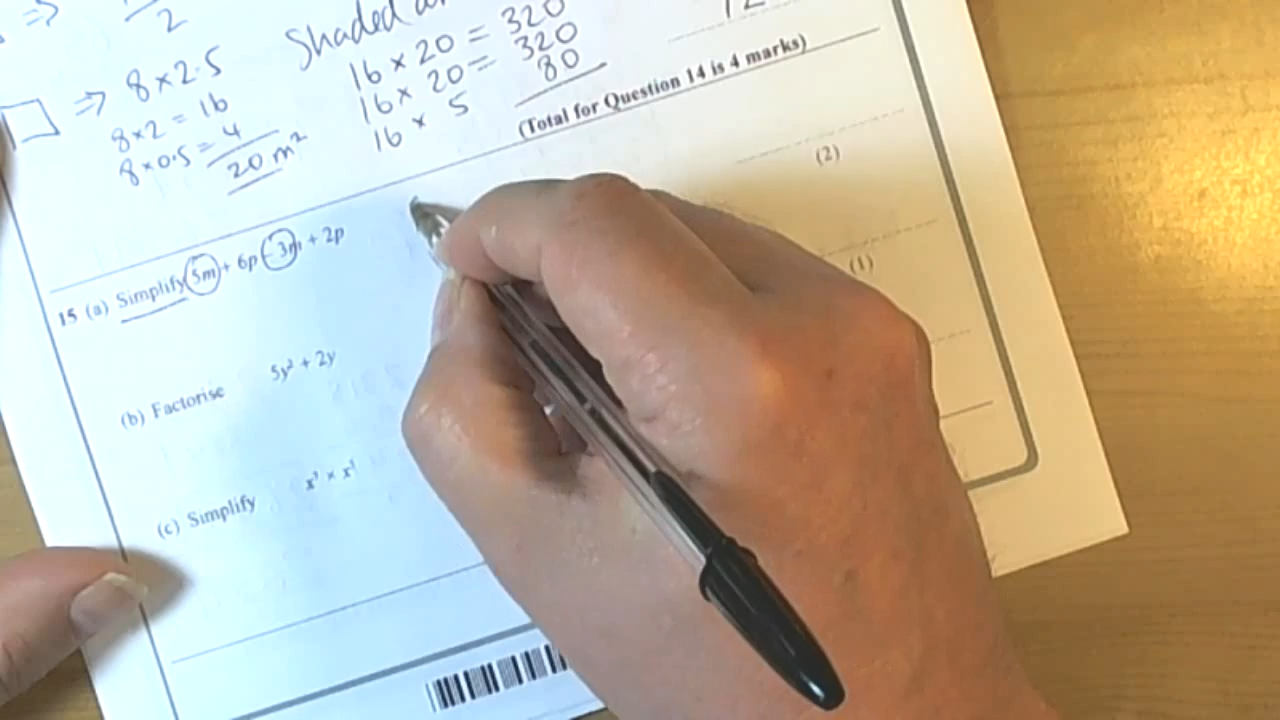 ⇒
2
Shaded
⇒ 8 × 2.5
8 × 2 = 16
8 × 0.5 = 4
20 m²
16 × 20 = 320
16 × 20 = 320
16 × 5 80
(Total for Question 14 is 4 marks)
15 (a) Simplify 5m + 6p - 3m + 2p
(2)
(b) Factorise 5y² + 2y
(1)
(c) Simplify